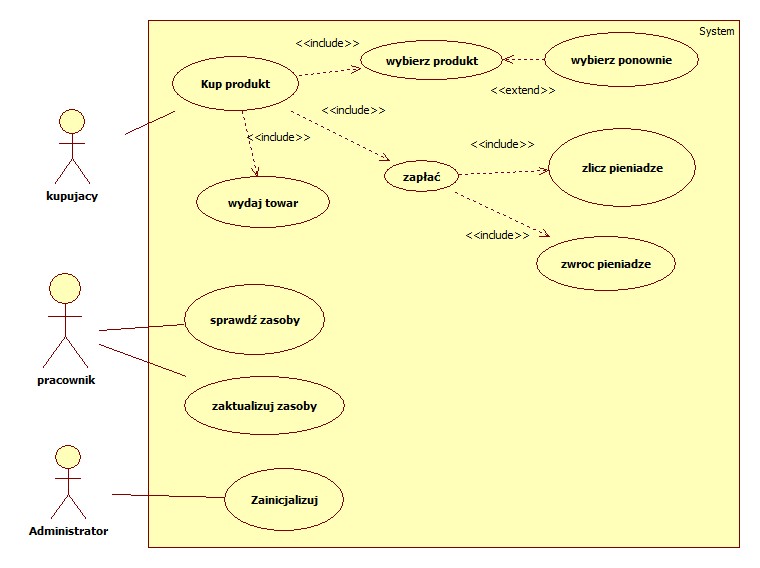 System
<<include>>
wybierz produkt
wybierz ponownie
Kup produkt
<<extend>>
<<include>>
<<include>>
<<include>>
zapłać
zlicz pieniadze
kupujacy
wydaj towar
<<include>>
zwroc pieniadze
sprawdź zasoby
pracownik
zaktualizuj zasoby
Zainicjalizuj
Administrator